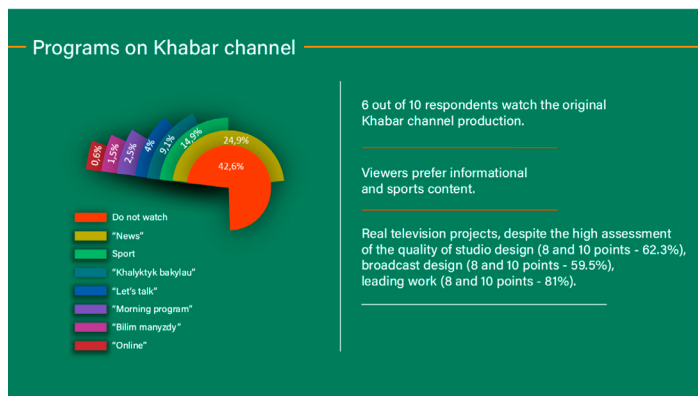 Programs on Khabar channel
0,6%
1,5%
2,5%
4%
9,1%
14,9%
24,9%
42,6%
Do not watch
"News"
Sport
"Khalyktyk bakylau"
"Let's talk"
"Morning program"
"Bilim manyzdy"
"Online"
6 out of 10 respondents watch the original
Khabar channel production.
Viewers prefer informational
and sports content.
Real television projects, despite the high assessment
of the quality of studio design (8 and 10 points - 62.3%),
broadcast design (8 and 10 points - 59.5%),
leading work (8 and 10 points - 81%).